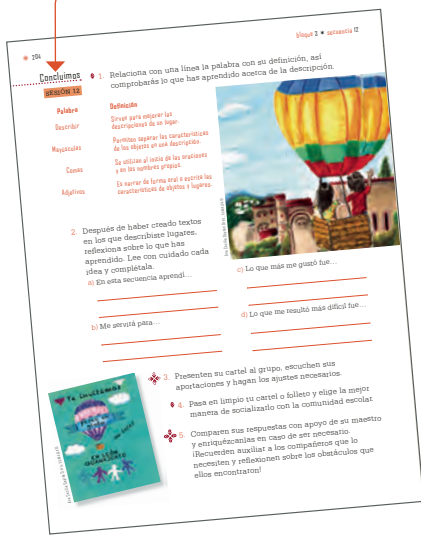 204
bloque 3 • secuencia 12
Concluimos
SESIÓN 12
1. Relaciona con una línea la palabra con su definición, así
comprobarás lo que has aprendido acerca de la descripción.
Palabra
Definición
Describir
Sirven para mejorar las
descripciones de un lugar.
Mayúsculas
Permiten separar las características
de los objetos en una descripción.
Comas
Se utilizan al inicio de las oraciones
y en los nombres propios.
Adjetivos
Es narrar de forma oral o escrita las
características de objetos o lugares.
2. Después de haber creado textos
en los que describiste lugares,
reflexiona sobre lo que has
aprendido. Lee con cuidado cada
idea y complétala.
a) En esta secuencia aprendí…
b) Me servirá para…
c) Lo que más me gustó fue…
d) Lo que me resultó más difícil fue…
3. Presenten su cartel al grupo, escuchen sus
aportaciones y hagan los ajustes necesarios.
4. Pasa en limpio tu cartel o folleto y elige la mejor
manera de socializarlo con la comunidad escolar.
5. Comparen sus respuestas con apoyo de su maestro
y enriquézcanlas en caso de ser necesario.
¡Recuerden auxiliar a los compañeros que lo
necesiten y reflexionen sobre los obstáculos que
ellos encontraron!
Te invitamos
EN LEÓN
GUANAJUATO